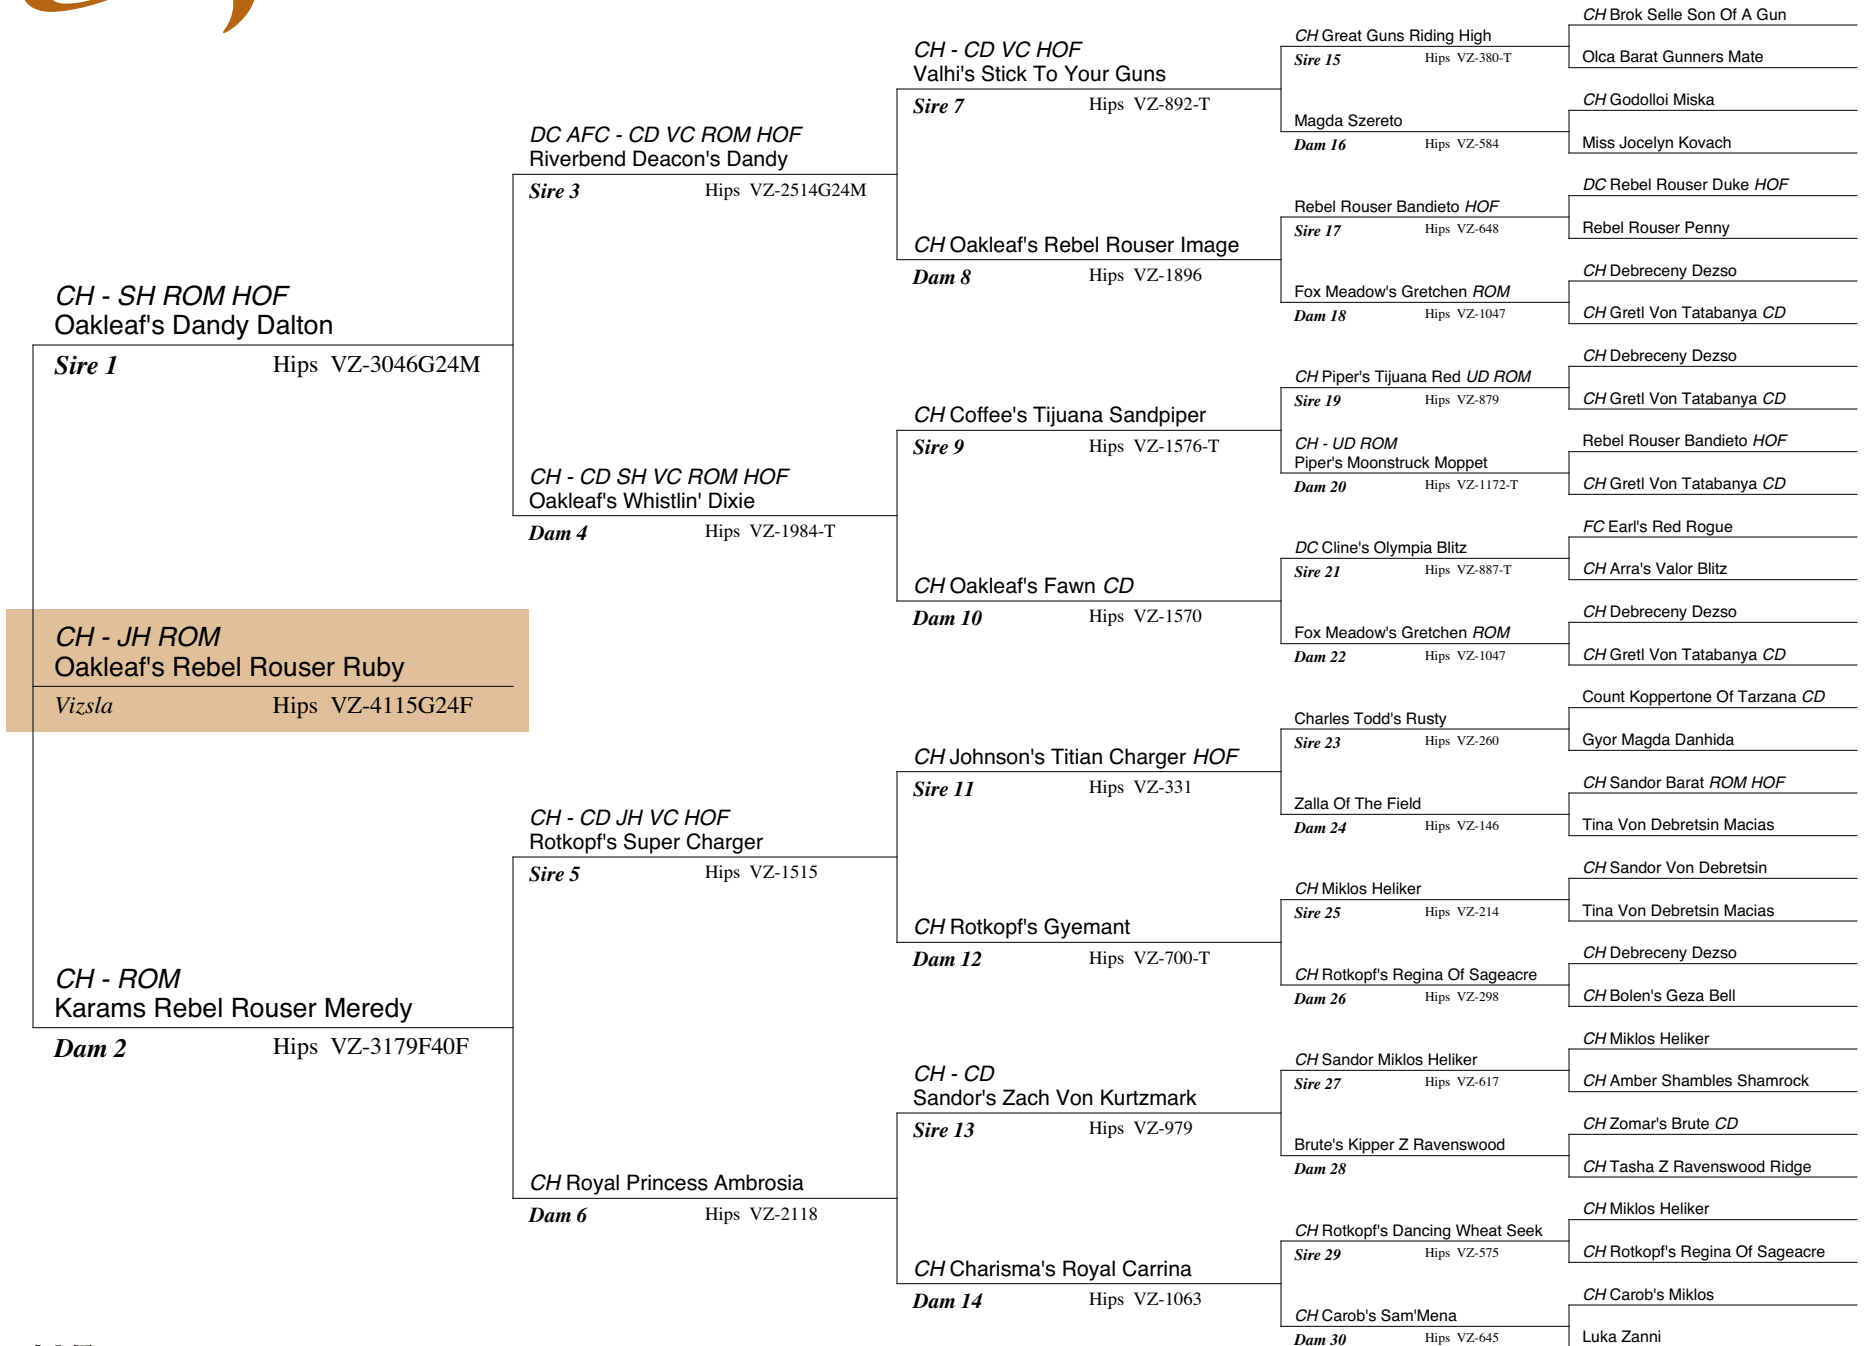 CH - SH ROM HOF
Oakleaf's Dandy Dalton
Sire 1 Hips VZ-3046G24M
CH - JH ROM
Oakleaf's Rebel Rouser Ruby
Vizsla Hips VZ-4115G24F
CH - ROM
Karams Rebel Rouser Meredy
Dam 2 Hips VZ-3179F40F
DC AFC - CD VC ROM HOF
Riverbend Deacon's Dandy
Sire 3 Hips VZ-2514G24M
CH - CD SH VC ROM HOF
Oakleaf's Whistlin' Dixie
Dam 4 Hips VZ-1984-T
CH - CD JH VC HOF
Rotkopf's Super Charger
Sire 5 Hips VZ-1515
CH Royal Princess Ambrosia
Dam 6 Hips VZ-2118
CH - CD VC HOF
Valhi's Stick To Your Guns
Sire 7 Hips VZ-892-T
CH Oakleaf's Rebel Rouser Image
Dam 8 Hips VZ-1896
CH Coffee's Tijuana Sandpiper
Sire 9 Hips VZ-1576-T
CH Oakleaf's Fawn CD
Dam 10 Hips VZ-1570
CH Johnson's Titian Charger HOF
Sire 11 Hips VZ-331
CH Rotkopf's Gyemant
Dam 12 Hips VZ-700-T
CH - CD
Sandor's Zach Von Kurtzmark
Sire 13 Hips VZ-979
CH Charisma's Royal Carrina
Dam 14 Hips VZ-1063
CH Great Guns Riding High
Sire 15 Hips VZ-380-T
Magda Szereto
Dam 16 Hips VZ-584
Rebel Rouser Bandieto HOF
Sire 17 Hips VZ-648
Fox Meadow's Gretchen ROM
Dam 18 Hips VZ-1047
CH Piper's Tijuana Red UD ROM
Sire 19 Hips VZ-879
CH - UD ROM
Piper's Moonstruck Moppet
Dam 20 Hips VZ-1172-T
DC Cline's Olympia Blitz
Sire 21 Hips VZ-887-T
Fox Meadow's Gretchen ROM
Dam 22 Hips VZ-1047
Charles Todd's Rusty
Sire 23 Hips VZ-260
Zalla Of The Field
Dam 24 Hips VZ-146
CH Miklos Heliker
Sire 25 Hips VZ-214
CH Rotkopf's Regina Of Sageacre
Dam 26 Hips VZ-298
CH Sandor Miklos Heliker
Sire 27 Hips VZ-617
Brute's Kipper Z Ravenswood
Dam 28
CH Rotkopf's Dancing Wheat Seek
Sire 29 Hips VZ-575
CH Carob's Sam'Mena
Dam 30 Hips VZ-645
CH Brok Selle Son Of A Gun
Olca Barat Gunners Mate
CH Godolloi Miska
Miss Jocelyn Kovach
DC Rebel Rouser Duke HOF
Rebel Rouser Penny
CH Debreceny Dezso
CH Gretl Von Tatabanya CD
CH Debreceny Dezso
CH Gretl Von Tatabanya CD
Rebel Rouser Bandieto HOF
CH Gretl Von Tatabanya CD
FC Earl's Red Rogue
CH Arra's Valor Blitz
CH Debreceny Dezso
CH Gretl Von Tatabanya CD
Count Koppertone Of Tarzana CD
Gyor Magda Danhida
CH Sandor Barat ROM HOF
Tina Von Debretsin Macias
CH Sandor Von Debretsin
Tina Von Debretsin Macias
CH Debreceny Dezso
CH Bolen's Geza Bell
CH Miklos Heliker
CH Amber Shambles Shamrock
CH Zomar's Brute CD
CH Tasha Z Ravenswood Ridge
CH Miklos Heliker
CH Rotkopf's Regina Of Sageacre
CH Carob's Miklos
Luka Zanni